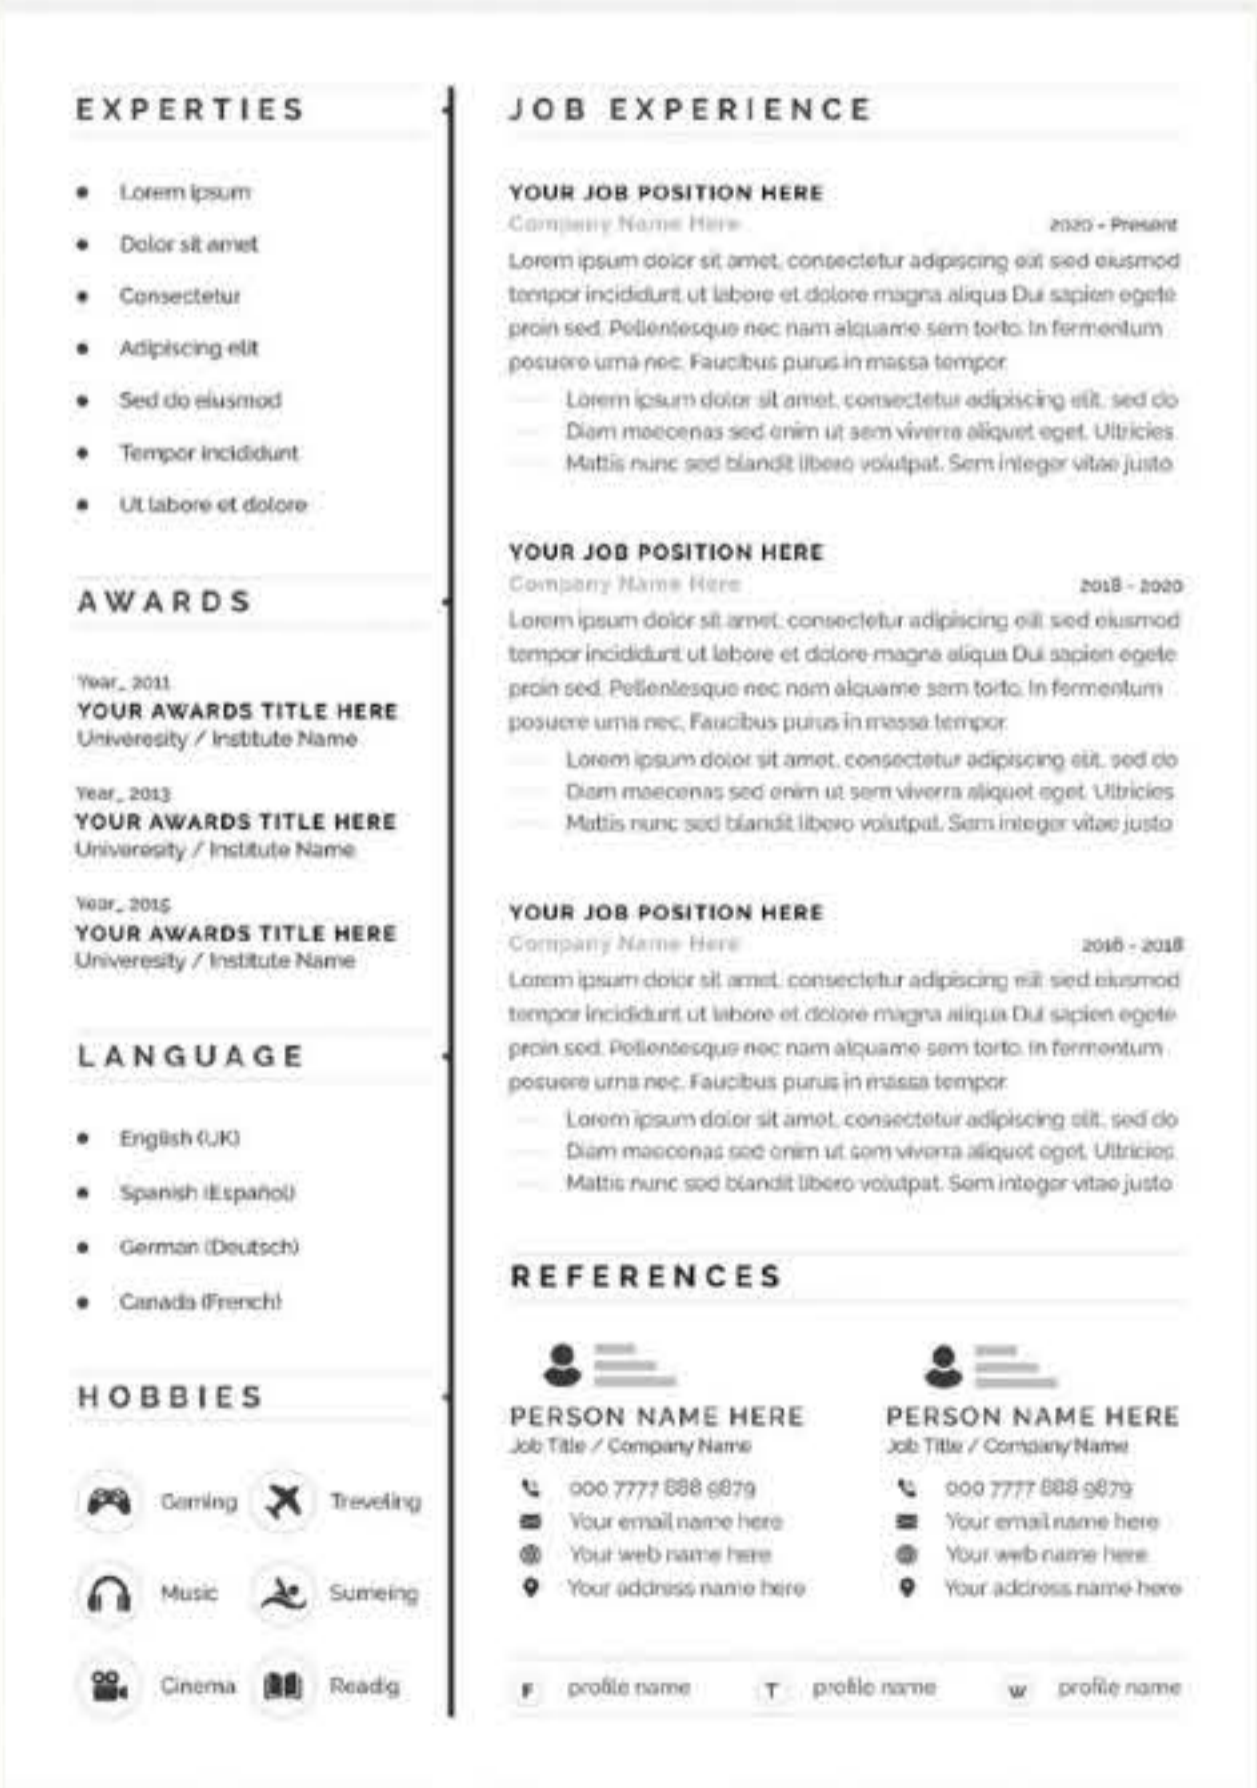 EXPERTIES
Lorem ipsum
Dolor sit amet
Consectetur
Adipiscing elit
Sed do eiusmod
Tempor incididunt
Ut labore et dolore
AWARDS
Year_ 2011
YOUR AWARDS TITLE HERE
Univeresity / Institute Name
Year_ 2013
YOUR AWARDS TITLE HERE
Univeresity / Institute Name
Year_ 2015
YOUR AWARDS TITLE HERE
Univeresity / Institute Name
LANGUAGE
English (UK)
Spanish (Español)
German (Deutsch)
Canada (French)
HOBBIES
Gaming
Treveling
Music
Sumeing
Cinema
Readig
JOB EXPERIENCE
YOUR JOB POSITION HERE
Company Name Here
2020 - Present
Lorem ipsum dolor sit amet, consectetur adipiscing elit sed eiusmod
tempor incididunt ut labore et dolore magna aliqua Dui sapien egete
proin sed. Pellentesque nec nam alquame sem torto. In fermentum
posuere urna nec. Faucibus purus in massa tempor
Lorem ipsum dolor sit amet, consectetur adipiscing elit, sed do
Diam maecenas sed enim ut sem viverra aliquet eget. Ultricies
Mattis nunc sed blandit libero volutpat. Sem integer vitae justo
YOUR JOB POSITION HERE
Company Name Here
2018 - 2020
Lorem ipsum dolor sit amet, consectetur adipiscing elit sed eiusmod
tempor incididunt ut labore et dolore magna aliqua Dui sapien egete
proin sed. Pellentesque nec nam alquame sem torto. In fermentum
posuere urna nec. Faucibus purus in massa tempor
Lorem ipsum dolor sit amet, consectetur adipiscing elit, sed do
Diam maecenas sed enim ut sem viverra aliquet eget. Ultricies
Mattis nunc sed blandit libero volutpat. Sem integer vitae justo
YOUR JOB POSITION HERE
Company Name Here
2016 - 2018
Lorem ipsum dolor sit amet, consectetur adipiscing elit sed eiusmod
tempor incididunt ut labore et dolore magna aliqua Dui sapien egete
proin sed. Pellentesque nec nam alquame sem torto. In fermentum
posuere urna nec. Faucibus purus in massa tempor
Lorem ipsum dolor sit amet, consectetur adipiscing elit, sed do
Diam maecenas sed enim ut sem viverra aliquet eget. Ultricies
Mattis nunc sed blandit libero volutpat. Sem integer vitae justo
REFERENCES
PERSON NAME HERE
Job Title / Company Name
000 7777 888 9879
Your email name here
Your web name here
Your address name here
PERSON NAME HERE
Job Title / Company Name
000 7777 888 9879
Your email name here
Your web name here
Your address name here
F profile name
T profile name
W profile name